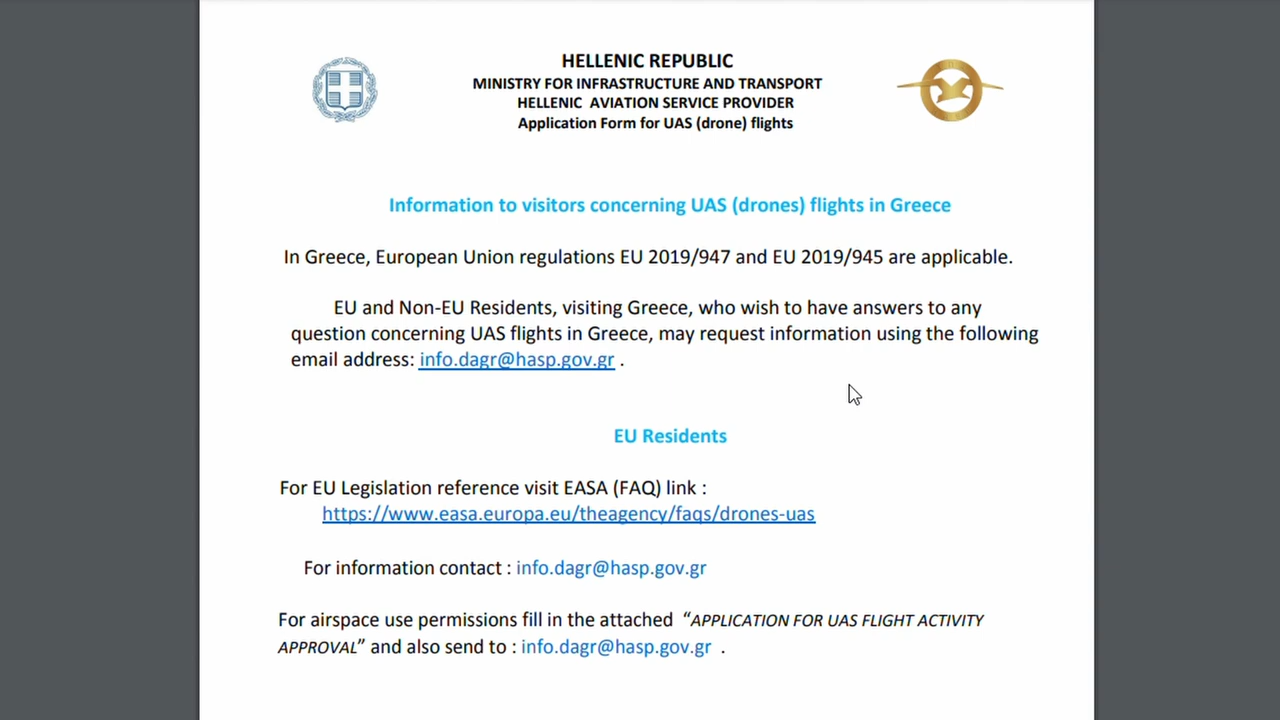 HELLENIC REPUBLIC
MINISTRY FOR INFRASTRUCTURE AND TRANSPORT
HELLENIC AVIATION SERVICE PROVIDER
Application Form for UAS (drone) flights
Information to visitors concerning UAS (drones) flights in Greece
In Greece, European Union regulations EU 2019/947 and EU 2019/945 are applicable.
EU and Non-EU Residents, visiting Greece, who wish to have answers to any
question concerning UAS flights in Greece, may request information using the following
email address: info.dagr@hasp.gov.gr .
EU Residents
For EU Legislation reference visit EASA (FAQ) link :
https://www.easa.europa.eu/theagency/faqs/drones-uas
For information contact : info.dagr@hasp.gov.gr
For airspace use permissions fill in the attached “APPLICATION FOR UAS FLIGHT ACTIVITY
APPROVAL” and also send to : info.dagr@hasp.gov.gr .